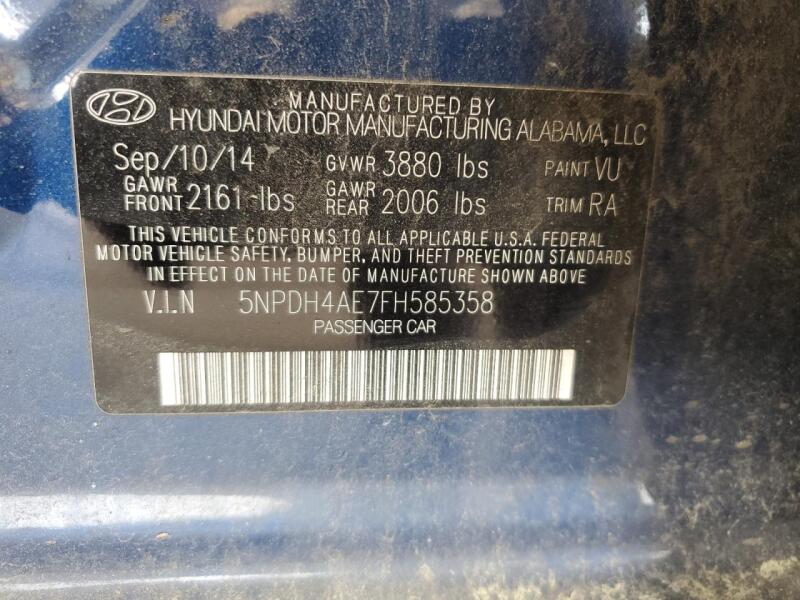 MANUFACTURED BY
HYUNDAI MOTOR MANUFACTURING ALABAMA, LLC
Sep/10/14 GVWR 3880 lbs PAINT VU
GAWR FRONT 2161 lbs GAWR REAR 2006 lbs TRIM RA
THIS VEHICLE CONFORMS TO ALL APPLICABLE U.S.A. FEDERAL
MOTOR VEHICLE SAFETY, BUMPER, AND THEFT PREVENTION STANDARDS
IN EFFECT ON THE DATE OF MANUFACTURE SHOWN ABOVE.
V.I.N 5NPDH4AE7FH585358
PASSENGER CAR